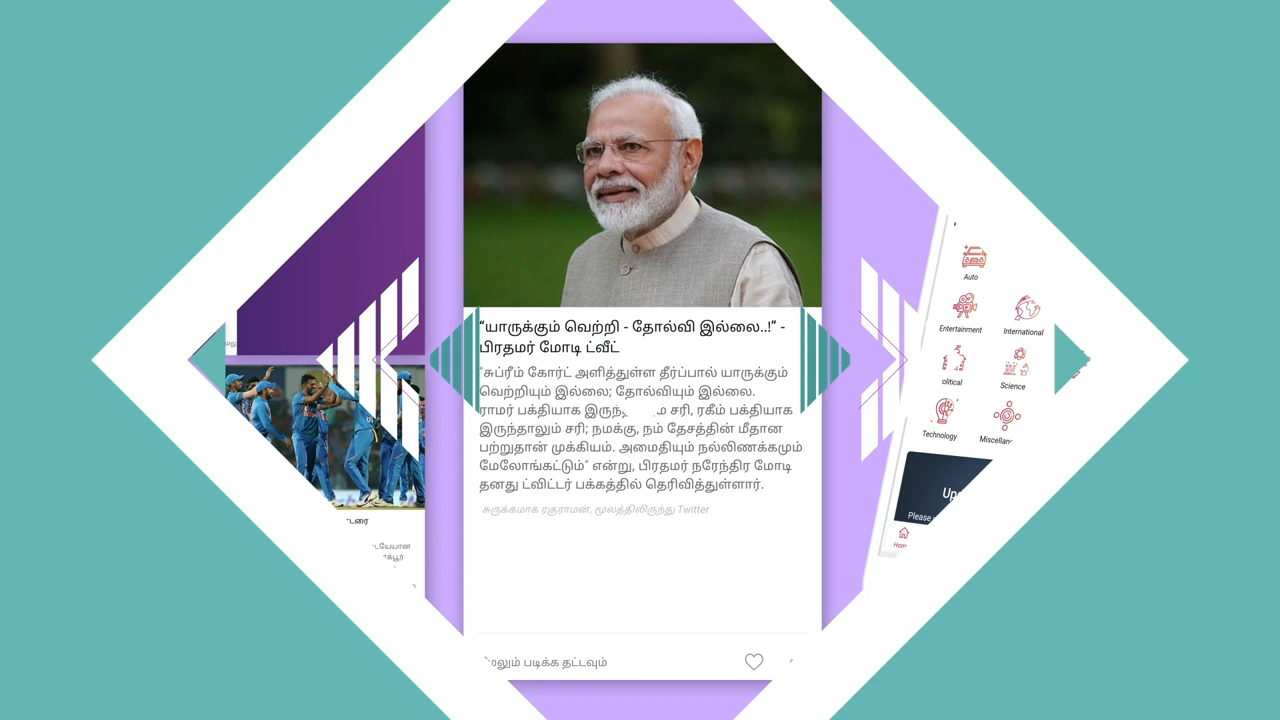 “யாருக்கும் வெற்றி - தோல்வி இல்லை..!” -
பிரதமர் மோடி ட்வீட்
"சுப்ரீம் கோர்ட் அளித்துள்ள தீர்ப்பால் யாருக்கும்
வெற்றியும் இல்லை; தோல்வியும் இல்லை.
ராமர் பக்தியாக சரி, ரகீம் பக்தியாக
இருந்தாலும் சரி; நமக்கு, நம் தேசத்தின் மீதான
பற்றுதான் முக்கியம். அமைதியும் நல்லிணக்கமும்
மேலோங்கட்டும்" என்று, பிரதமர் நரேந்திர மோடி
தனது ட்விட்டர் பக்கத்தில் தெரிவித்துள்ளார்.
சுருக்கமாக ரகுராமன், மூலத்திலிருந்து Twitter
படிக்க தட்டவும்
Auto
Entertainment
International
Science
Technology
Please